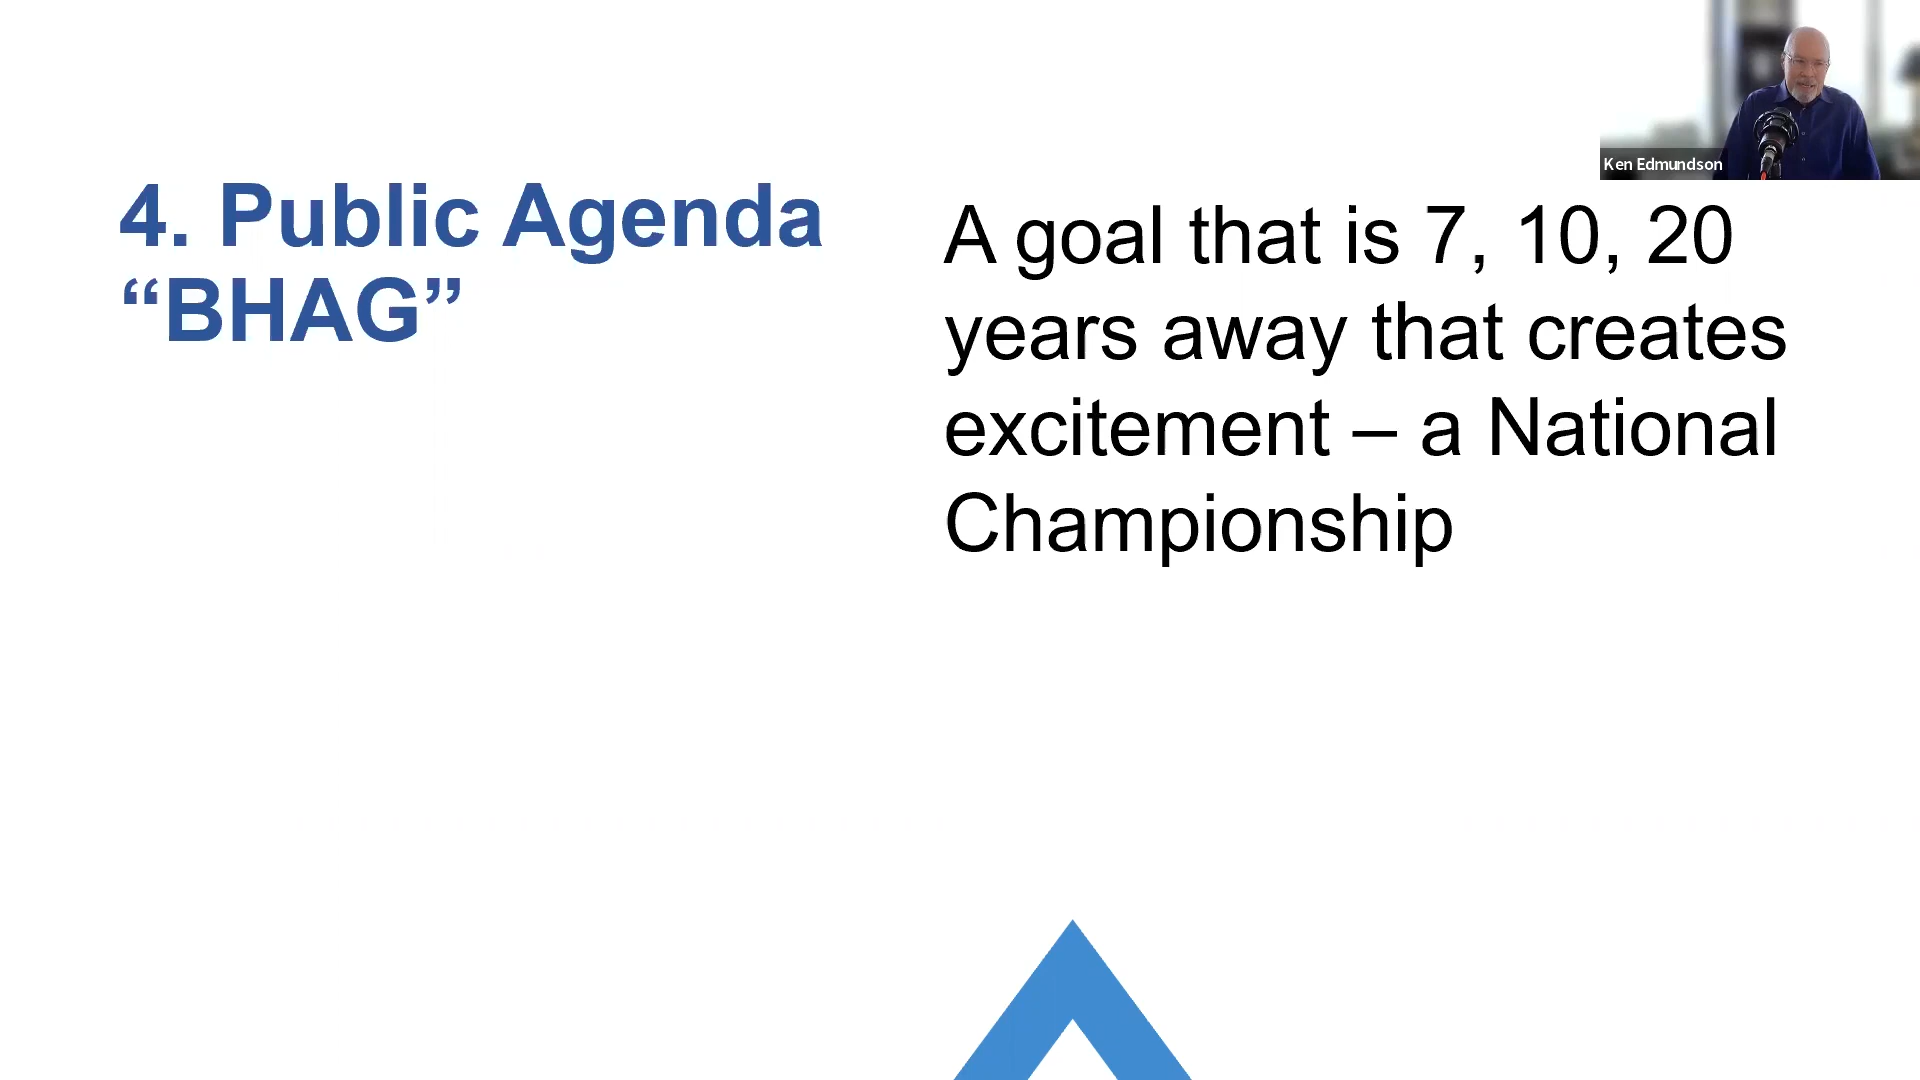 4. Public Agenda
“BHAG”
A goal that is 7, 10, 20
years away that creates
excitement – a National
Championship
Ken Edmundson